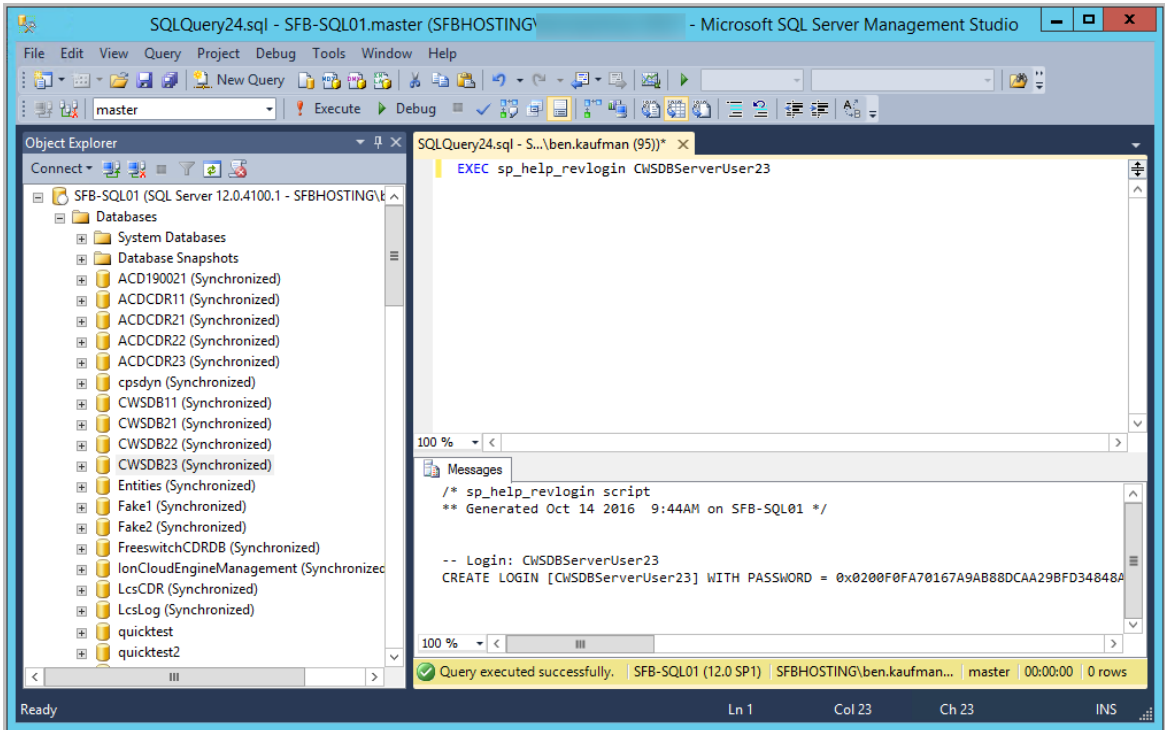 SQLQuery24.sql - SFB-SQL01.master (SFBHOSTING\ - Microsoft SQL Server Management Studio
File Edit View Query Project Debug Tools Window Help
New Query
master Execute Debug
Object Explorer
Connect
SFB-SQL01 (SQL Server 12.0.4100.1 - SFBHOSTING\b
Databases
System Databases
Database Snapshots
ACD190021 (Synchronized)
ACDCDR11 (Synchronized)
ACDCDR21 (Synchronized)
ACDCDR22 (Synchronized)
ACDCDR23 (Synchronized)
cpsdyn (Synchronized)
CWSDB11 (Synchronized)
CWSDB21 (Synchronized)
CWSDB22 (Synchronized)
CWSDB23 (Synchronized)
Entities (Synchronized)
Fake1 (Synchronized)
Fake2 (Synchronized)
FreeswitchCDRDB (Synchronized)
IonCloudEngineManagement (Synchronized
LcsCDR (Synchronized)
LcsLog (Synchronized)
quicktest
quicktest2
SQLQuery24.sql - S...\ben.kaufman (95))*
EXEC sp_help_revlogin CWSDBServerUser23
100 %
Messages
/* sp_help_revlogin script
** Generated Oct 14 2016 9:44AM on SFB-SQL01 */
-- Login: CWSDBServerUser23
CREATE LOGIN [CWSDBServerUser23] WITH PASSWORD = 0x0200F0FA70167A9AB88DCAA29BFD34848A
100 %
Query executed successfully. SFB-SQL01 (12.0 SP1) SFBHOSTING\ben.kaufman... master 00:00:00 0 rows
Ready Ln 1 Col 23 Ch 23 INS